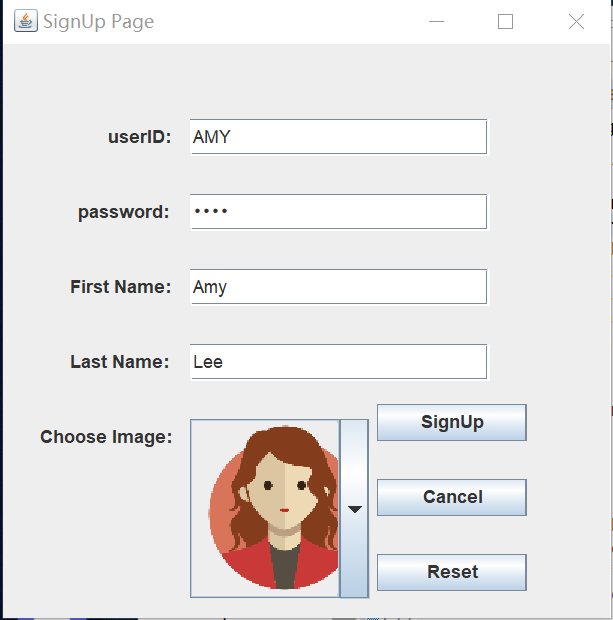 SignUp Page
userID: AMY
password: ••••
First Name: Amy
Last Name: Lee
Choose Image:
SignUp
Cancel
Reset